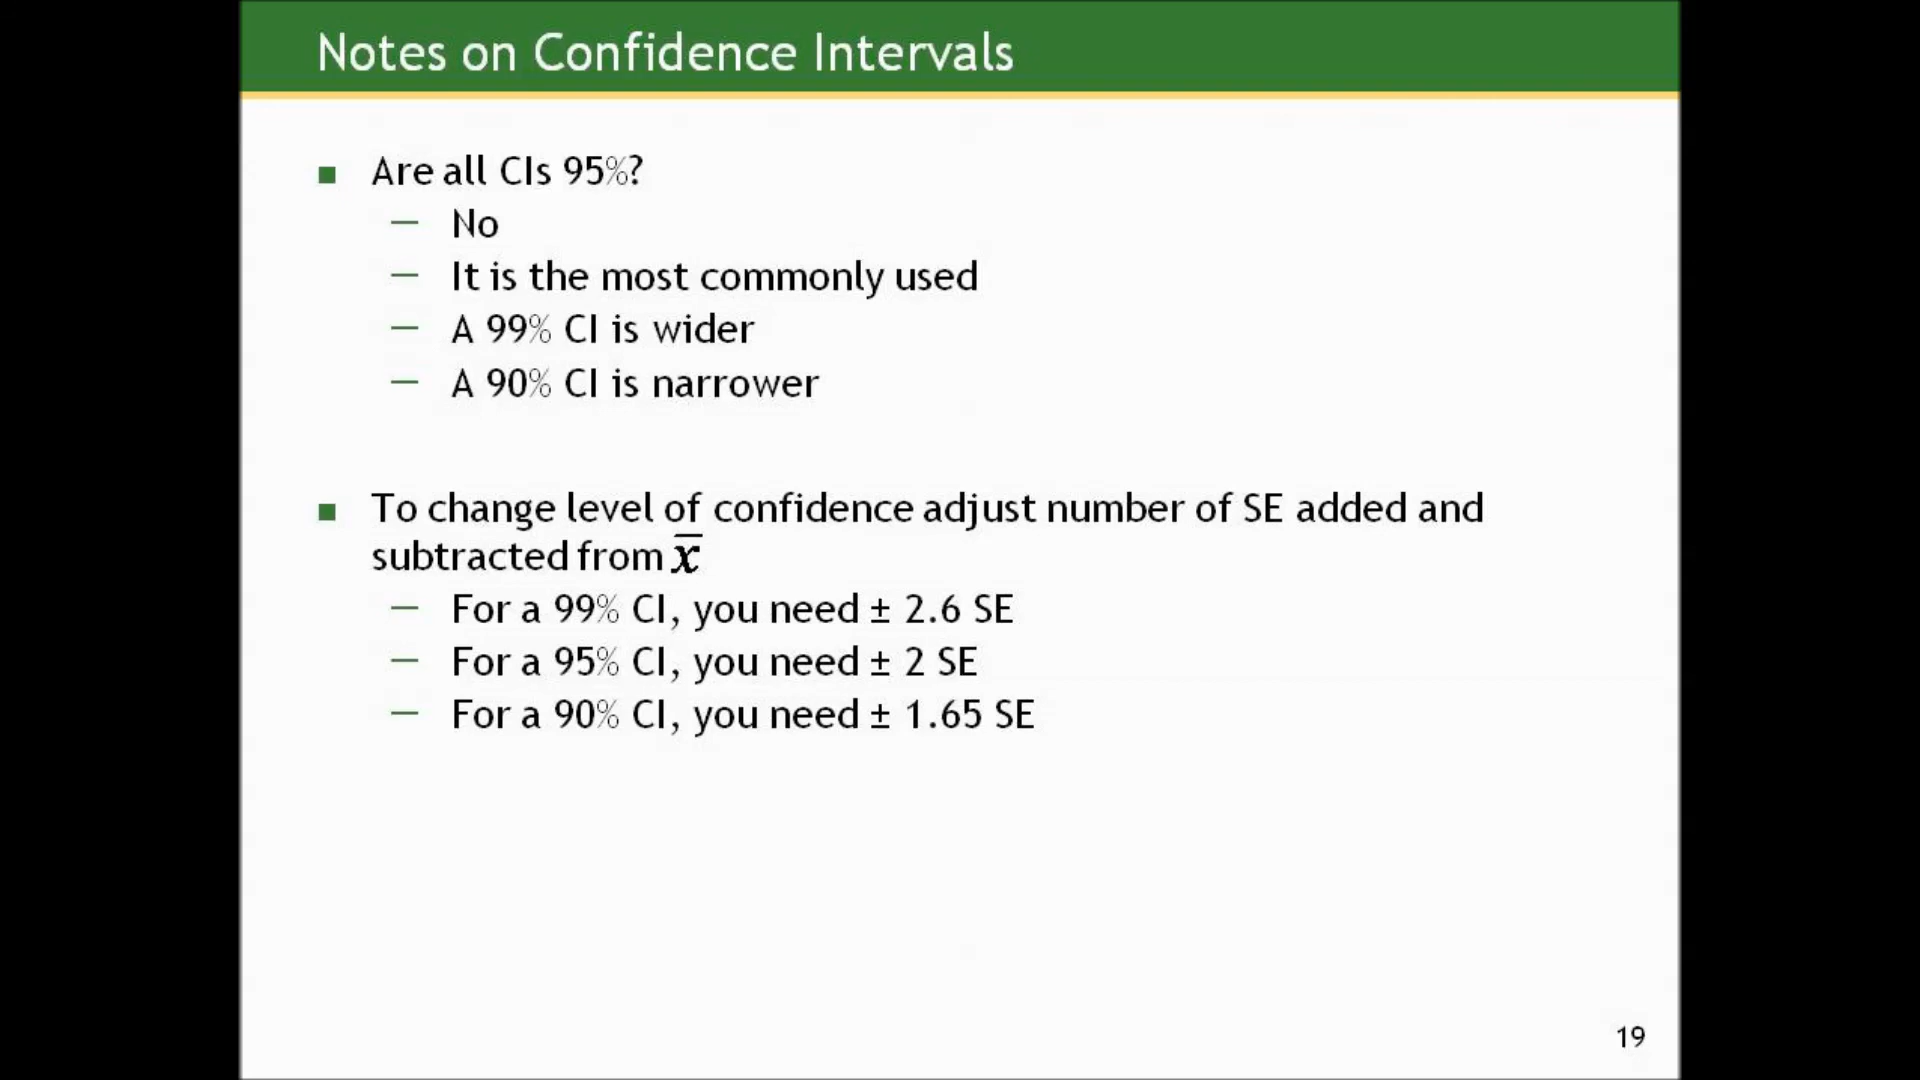 Notes on Confidence Intervals
■ Are all CIs 95%?
— No
— It is the most commonly used
— A 99% CI is wider
— A 90% CI is narrower
■ To change level of confidence adjust number of SE added and
subtracted from x̅
— For a 99% CI, you need ± 2.6 SE
— For a 95% CI, you need ± 2 SE
— For a 90% CI, you need ± 1.65 SE
19